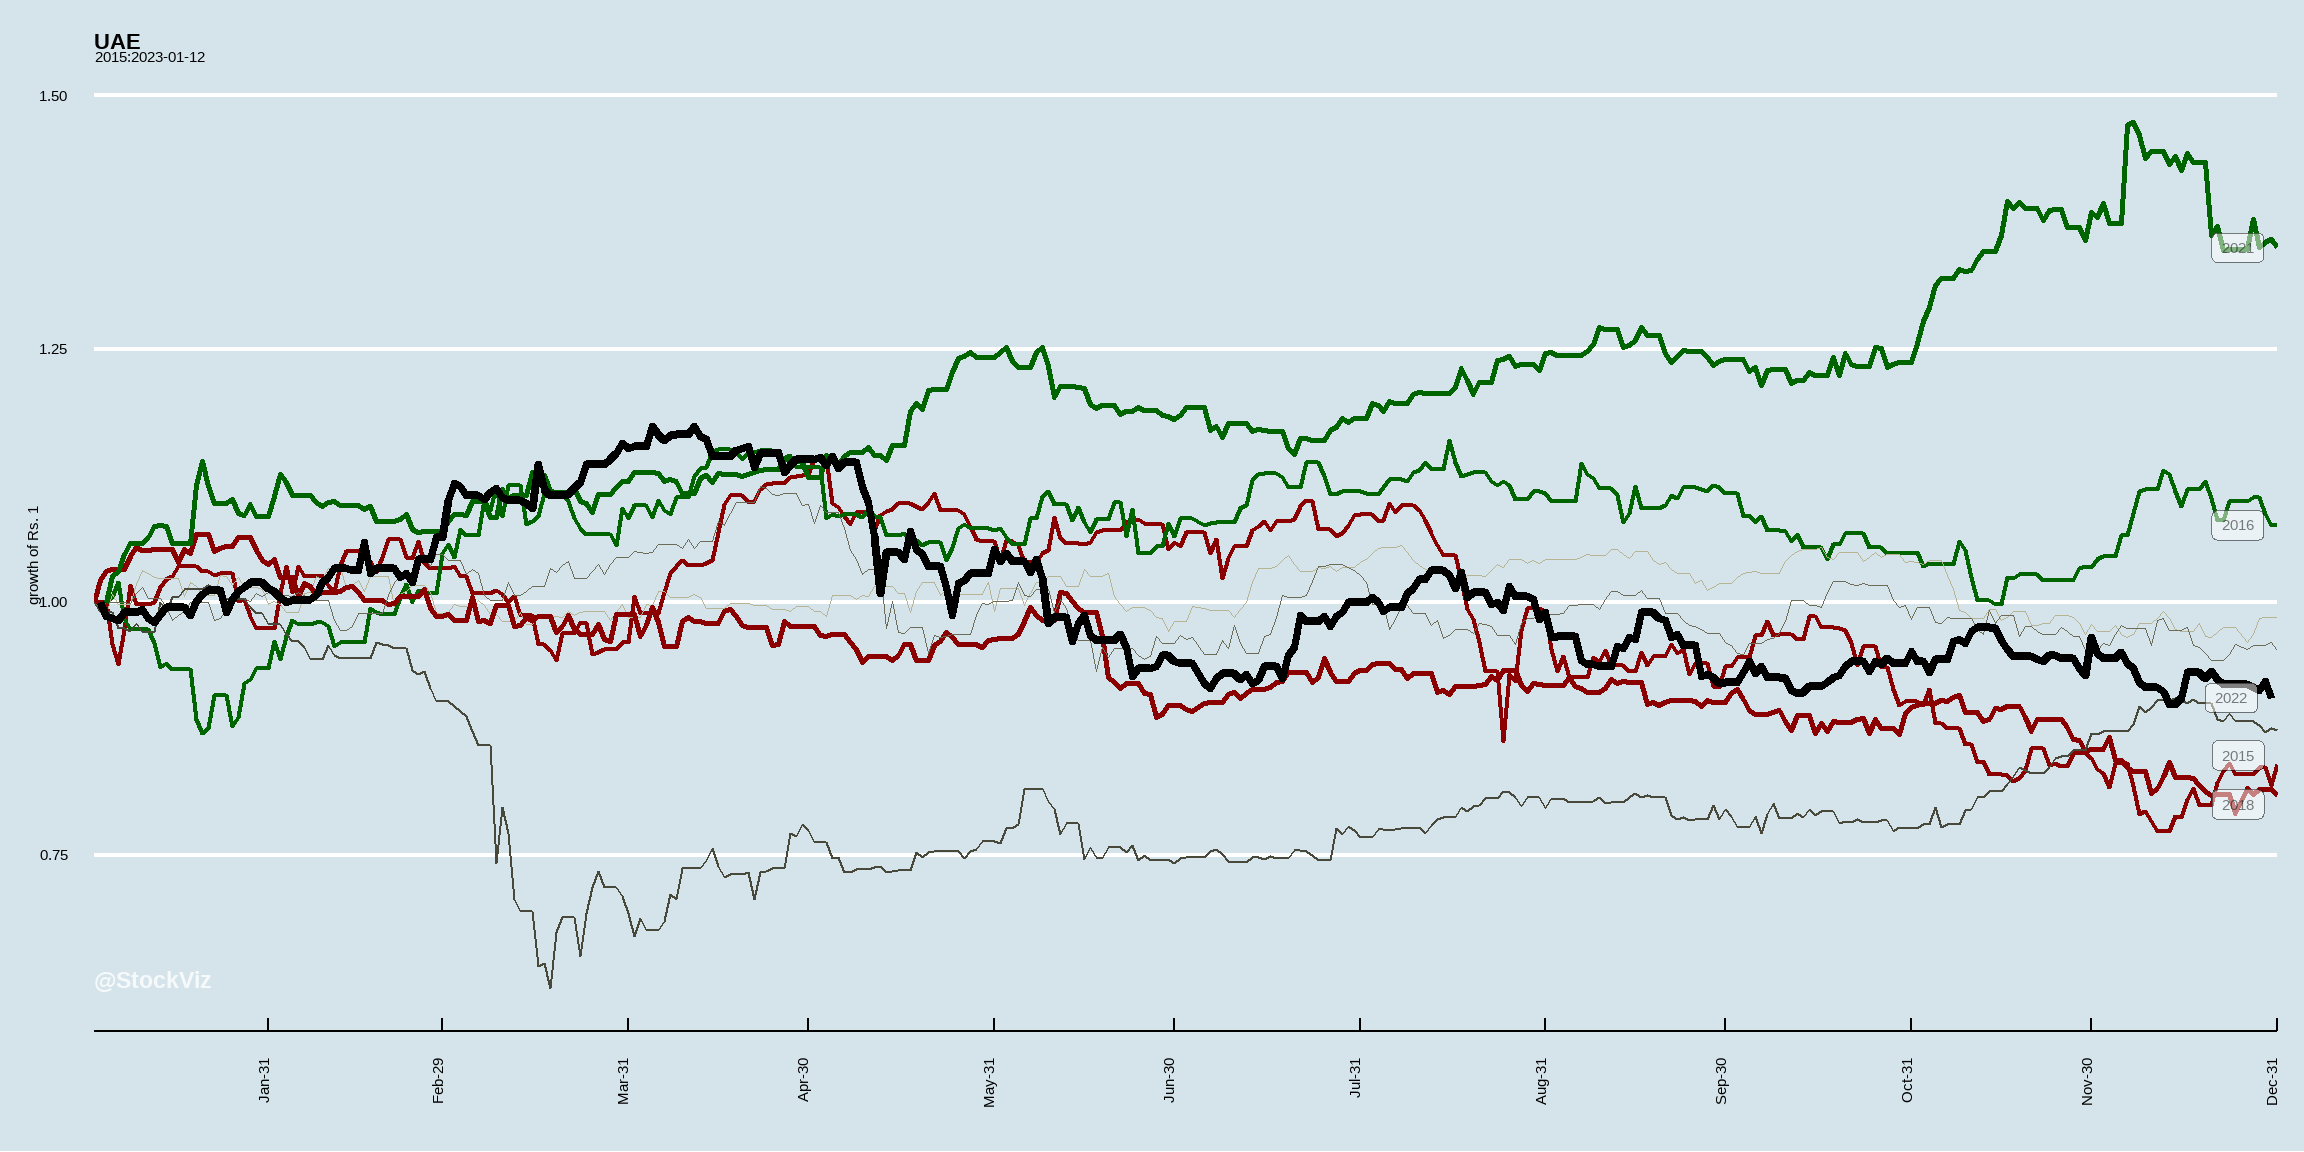 UAE
2015:2023-01-12
1.50
1.25
1.00
0.75
growth of Rs. 1
2021
2016
2022
2015
2018
@StockViz
Jan-31
Feb-29
Mar-31
Apr-30
May-31
Jun-30
Jul-31
Aug-31
Sep-30
Oct-31
Nov-30
Dec-31